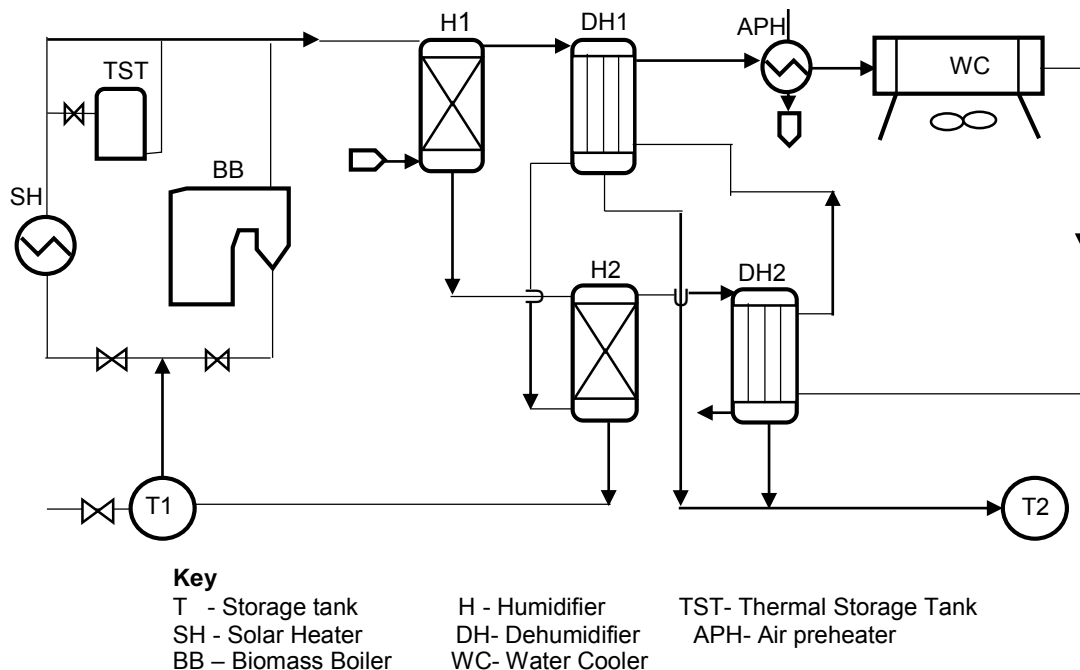 H1
DH1
APH
TST
WC
BB
SH
H2
DH2
T1
T2
Key
T - Storage tank H - Humidifier TST- Thermal Storage Tank
SH - Solar Heater DH- Dehumidifier APH- Air preheater
BB – Biomass Boiler WC- Water Cooler